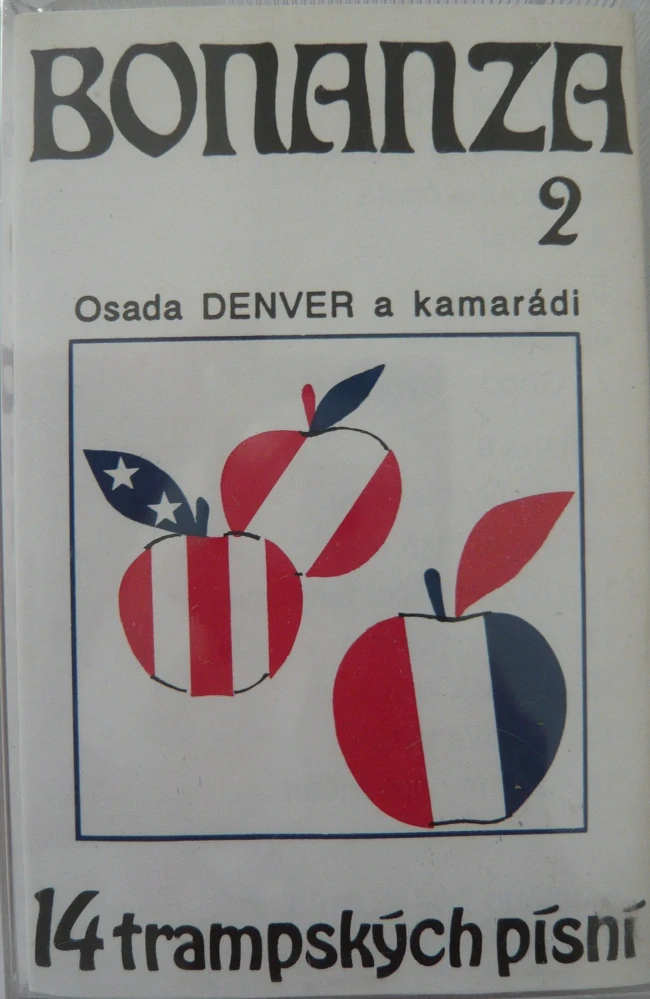 BONANZA
2
Osada DENVER a kamarádi
14 trampských písní